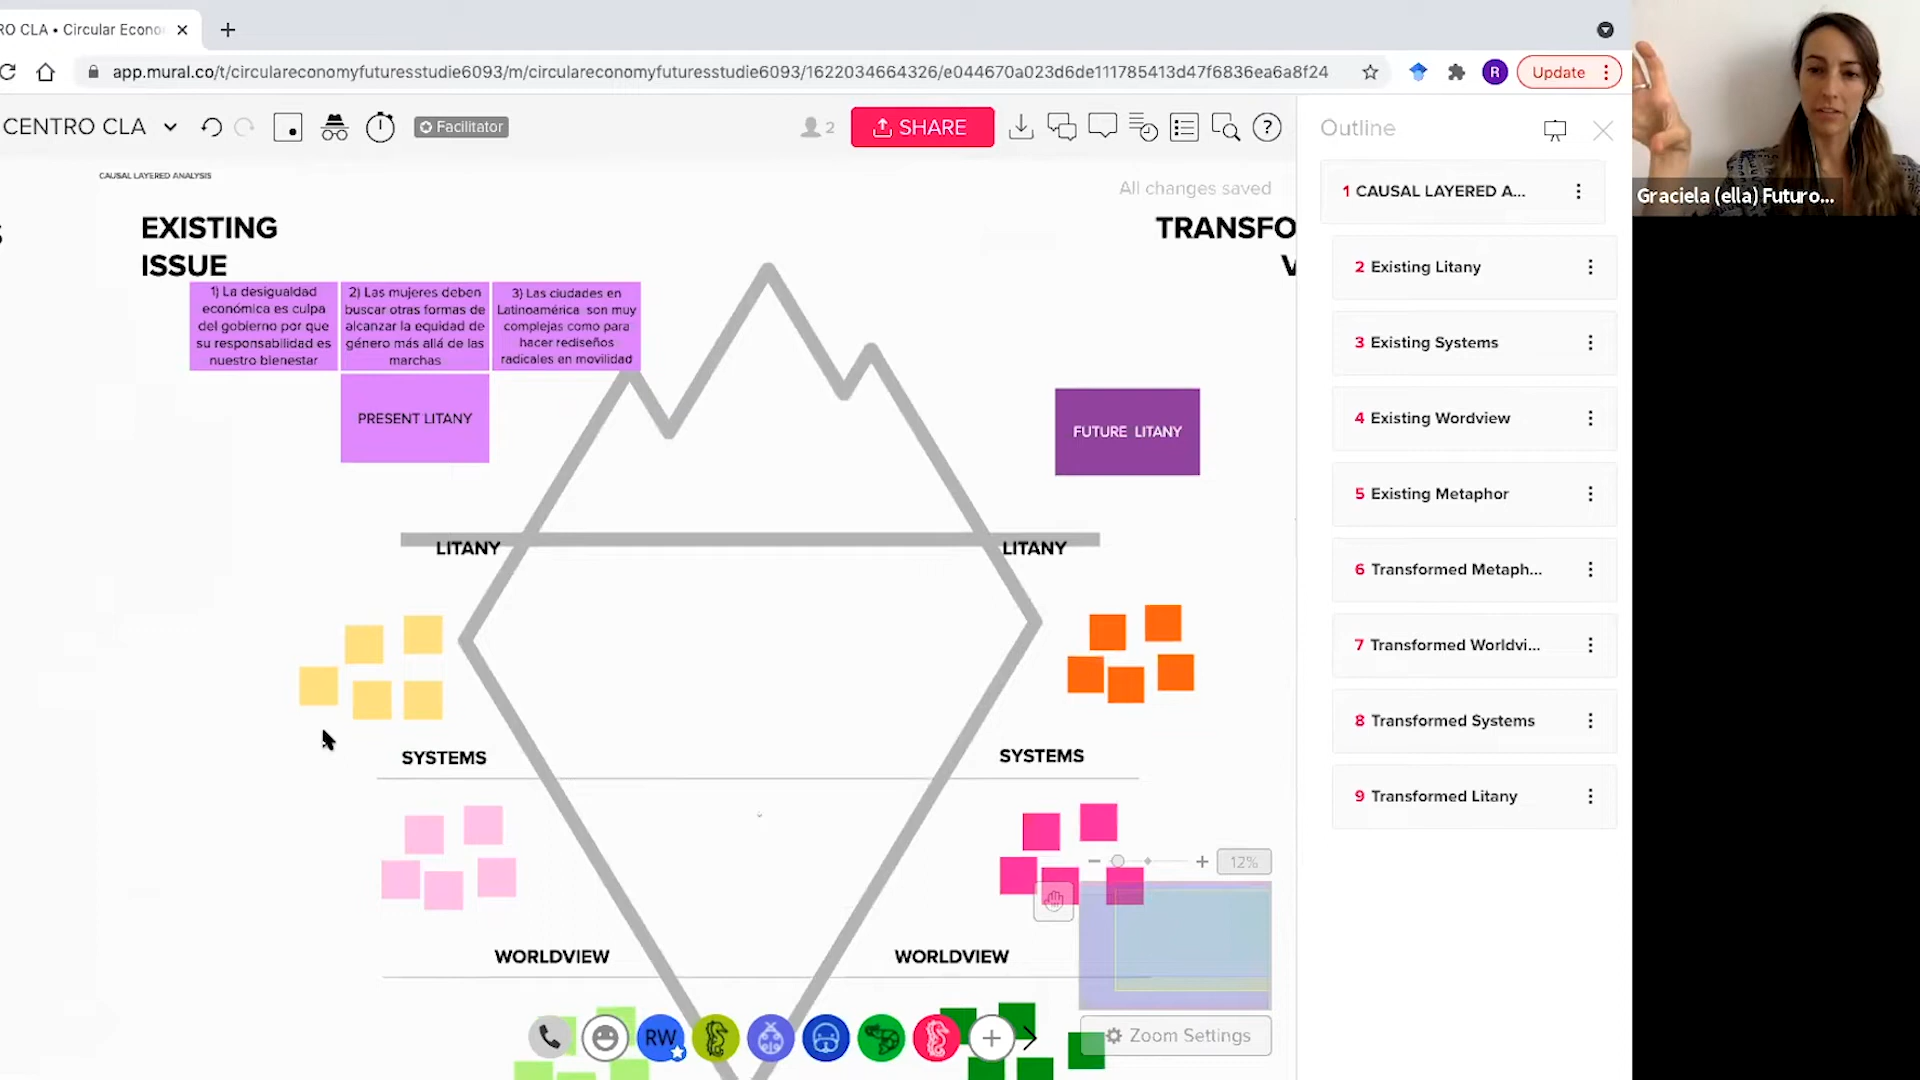 RO CLA • Circular Econo
app.mural.co/t/circulareconomyfuturesstudie6093/m/circulareconomyfuturesstudie6093/1622034664326/e044670a023d6de111785413d47f6836ea6a8f24
R
Update
CENTRO CLA
Facilitator
2
SHARE
?
CAUSAL LAYERED ANALYSIS
All changes saved
EXISTING
ISSUE
TRANSFO
V
1) La desigualdad
económica es culpa
del gobierno por que
su responsabilidad es
nuestro bienestar
2) Las mujeres deben
buscar otras formas de
alcanzar la equidad de
género más allá de las
marchas
3) Las ciudades en
Latinoamérica son muy
complejas como para
hacer rediseños
radicales en movilidad
PRESENT LITANY
FUTURE LITANY
LITANY
LITANY
SYSTEMS
SYSTEMS
WORLDVIEW
WORLDVIEW
12%
RW
Zoom Settings
Outline
1 CAUSAL LAYERED A...
2 Existing Litany
3 Existing Systems
4 Existing Wordview
5 Existing Metaphor
6 Transformed Metaph...
7 Transformed Worldvi...
8 Transformed Systems
9 Transformed Litany
Graciela (ella) Futuro...